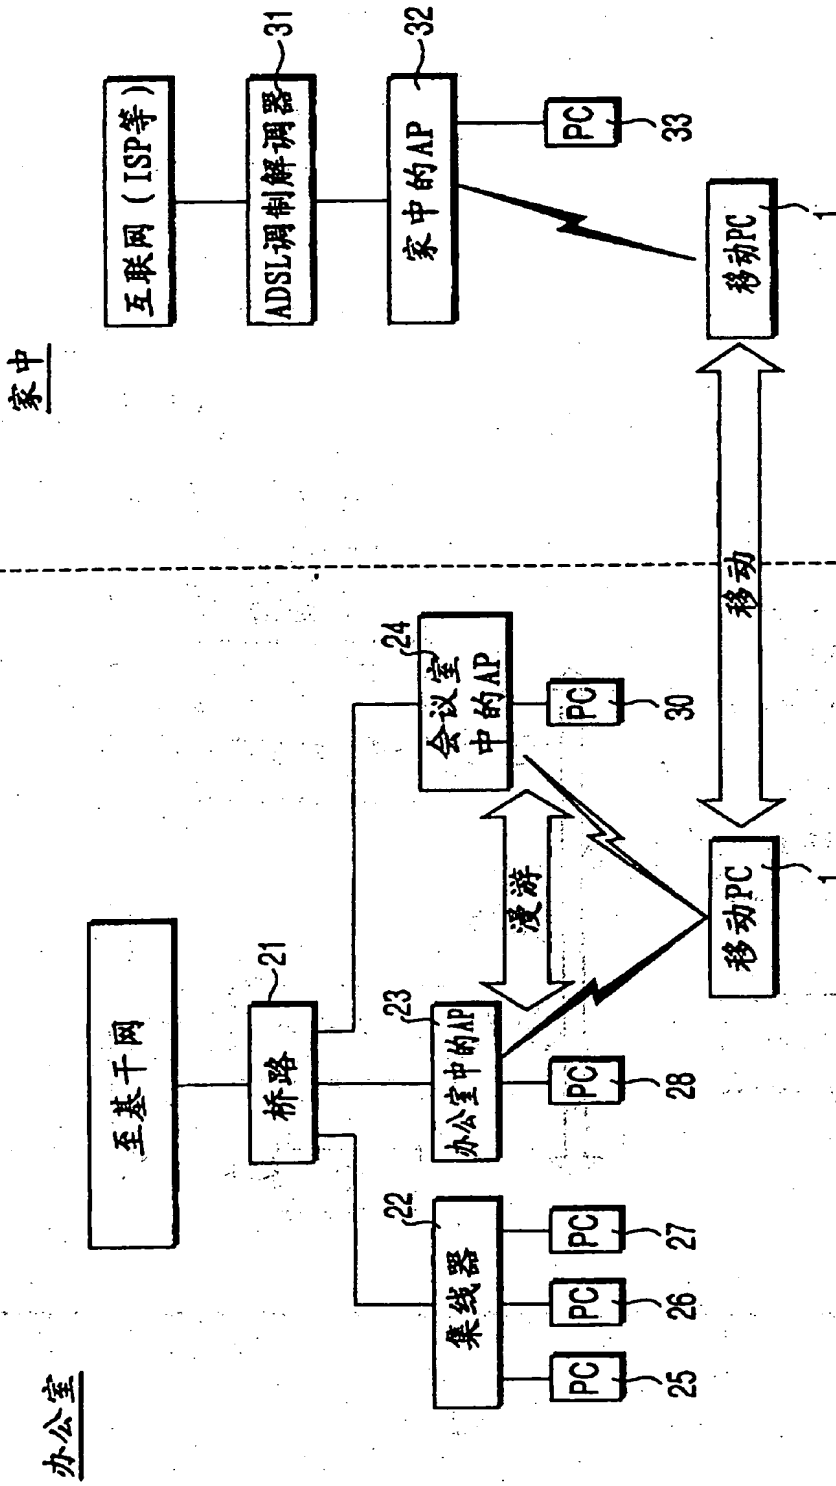 办公室
至基干网
桥路
21
集线器
22
办公室中的AP
23
会议室
中的AP
24
漫游
PC
25
PC
26
PC
27
PC
28
PC
30
移动PC
1
移动
家中
互联网（ISP等）
ADSL调制解调器
31
家中的AP
32
PC
33
移动PC
1